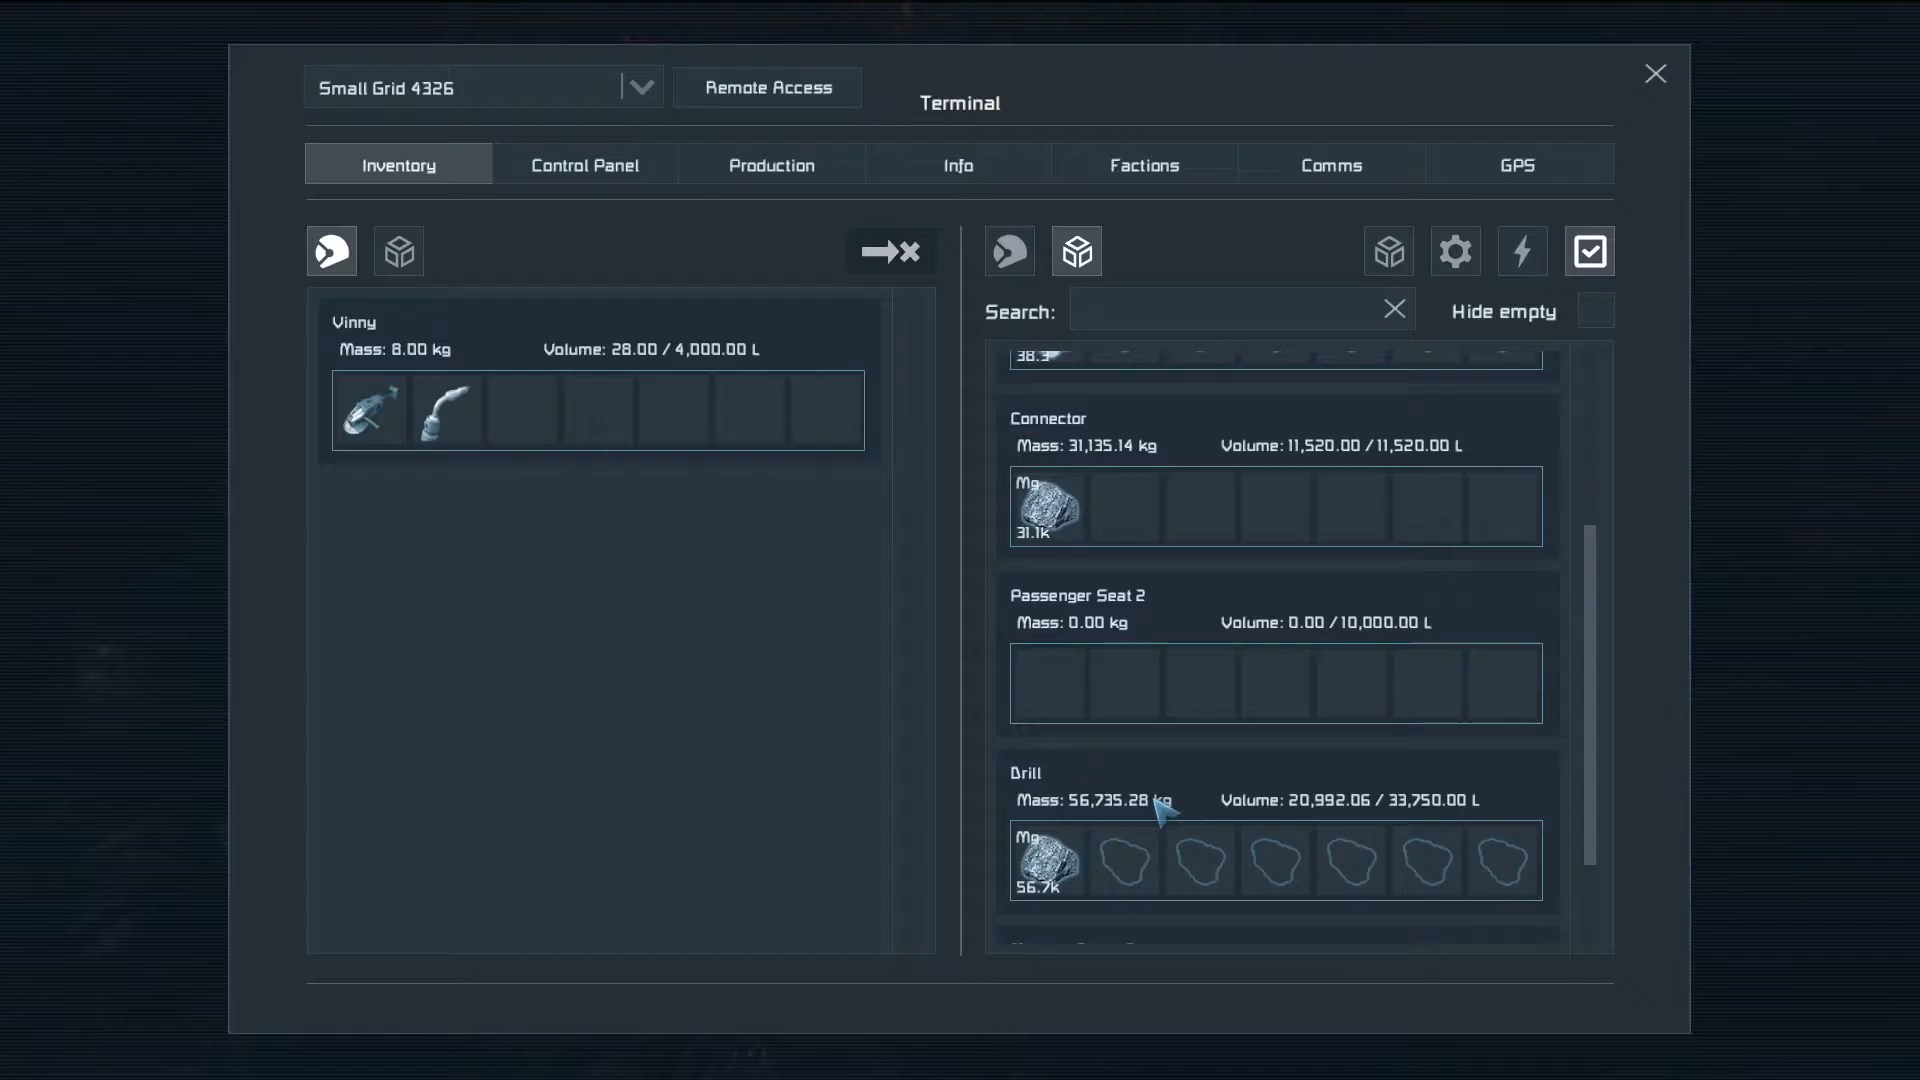 Small Grid 4326
Remote Access
Terminal
Inventory
Control Panel
Production
Info
Factions
Comms
GPS
Vinny
Mass: 8.00 kg
Volume: 28.00 / 4,000.00 L
Search:
Hide empty
38.3
Connector
Mass: 31,135.14 kg
Volume: 11,520.00 / 11,520.00 L
Mg
31.1k
Passenger Seat 2
Mass: 0.00 kg
Volume: 0.00 / 10,000.00 L
Drill
Mass: 56,735.28 kg
Volume: 20,992.06 / 33,750.00 L
Mg
56.7k